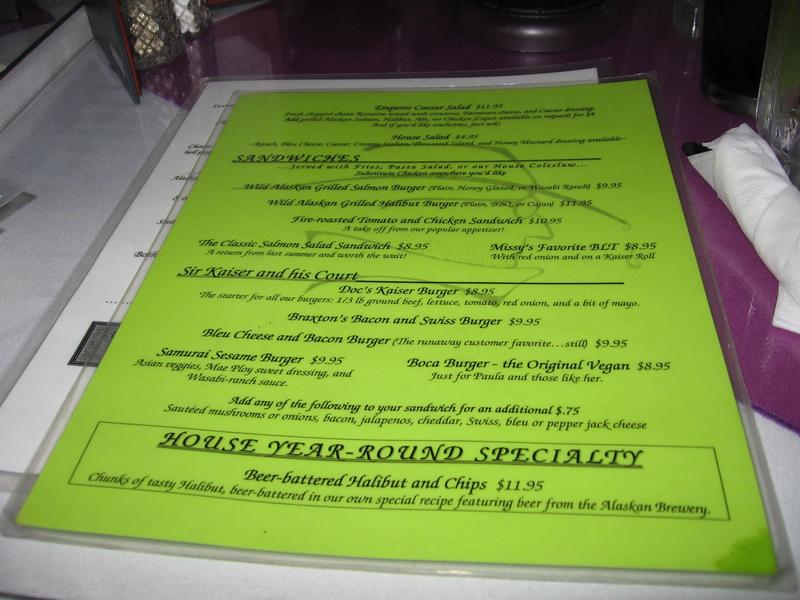 Emperor Caesar Salad $11.95
Fresh chopped choice Romaine tossed with croutons, Parmesan cheese, and Caesar dressing.
Add grilled Alaskan Salmon, Halibut, Ahi, or Chicken (Cajun available on request) for $4
And if you'd like anchovies, just ask!
House Salad $4.95
~Ranch, Bleu Cheese, Caesar, Creamy Italian, Thousand Island, and Honey Mustard dressing available~
SANDWICHES
...Served with Fries, Pasta Salad, or our House Coleslaw...
Substitute Chicken anywhere you'd like
Wild Alaskan Grilled Salmon Burger (Plain, Honey Glazed, or Wasabi Ranch) $9.95
Wild Alaskan Grilled Halibut Burger (Plain, BBQ, or Cajun) $11.95
Fire-roasted Tomato and Chicken Sandwich $10.95
A take off from our popular appetizer!
The Classic Salmon Salad Sandwich $8.95
A return from last summer and worth the wait!
Missy's Favorite BLT $8.95
With red onion and on a Kaiser Roll
Sir Kaiser and his Court
Doc's Kaiser Burger $8.95
The starter for all our burgers: 1/3 lb ground beef, lettuce, tomato, red onion, and a bit of mayo.
Braxton's Bacon and Swiss Burger $9.95
Bleu Cheese and Bacon Burger (The runaway customer favorite...still) $9.95
Samurai Sesame Burger $9.95
Asian veggies, Mae Ploy sweet dressing, and
Wasabi-ranch sauce.
Boca Burger - the Original Vegan $8.95
Just for Paula and those like her.
Add any of the following to your sandwich for an additional $.75
Sautéed mushrooms or onions, bacon, jalapenos, cheddar, Swiss, bleu or pepper jack cheese
HOUSE YEAR-ROUND SPECIALTY
Beer-battered Halibut and Chips $11.95
Chunks of tasty Halibut, beer-battered in our own special recipe featuring beer from the Alaskan Brewery.